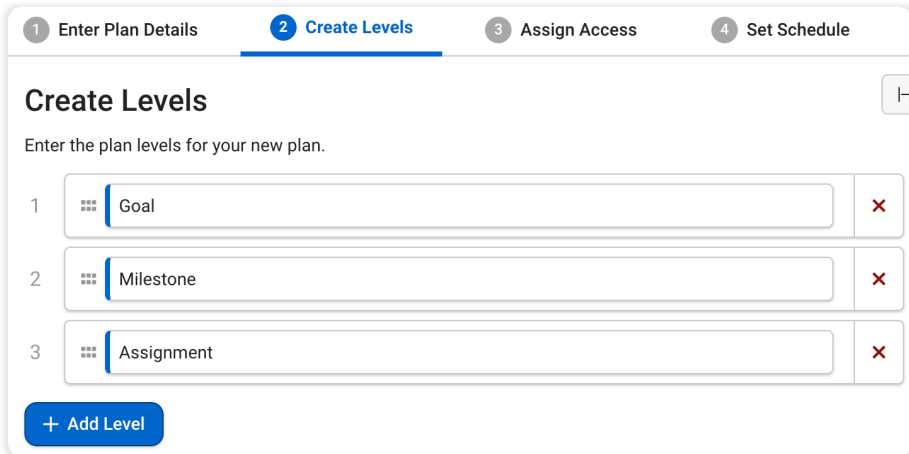 1 Enter Plan Details 2 Create Levels 3 Assign Access 4 Set Schedule
Create Levels
Enter the plan levels for your new plan.
1 Goal
2 Milestone
3 Assignment
+ Add Level